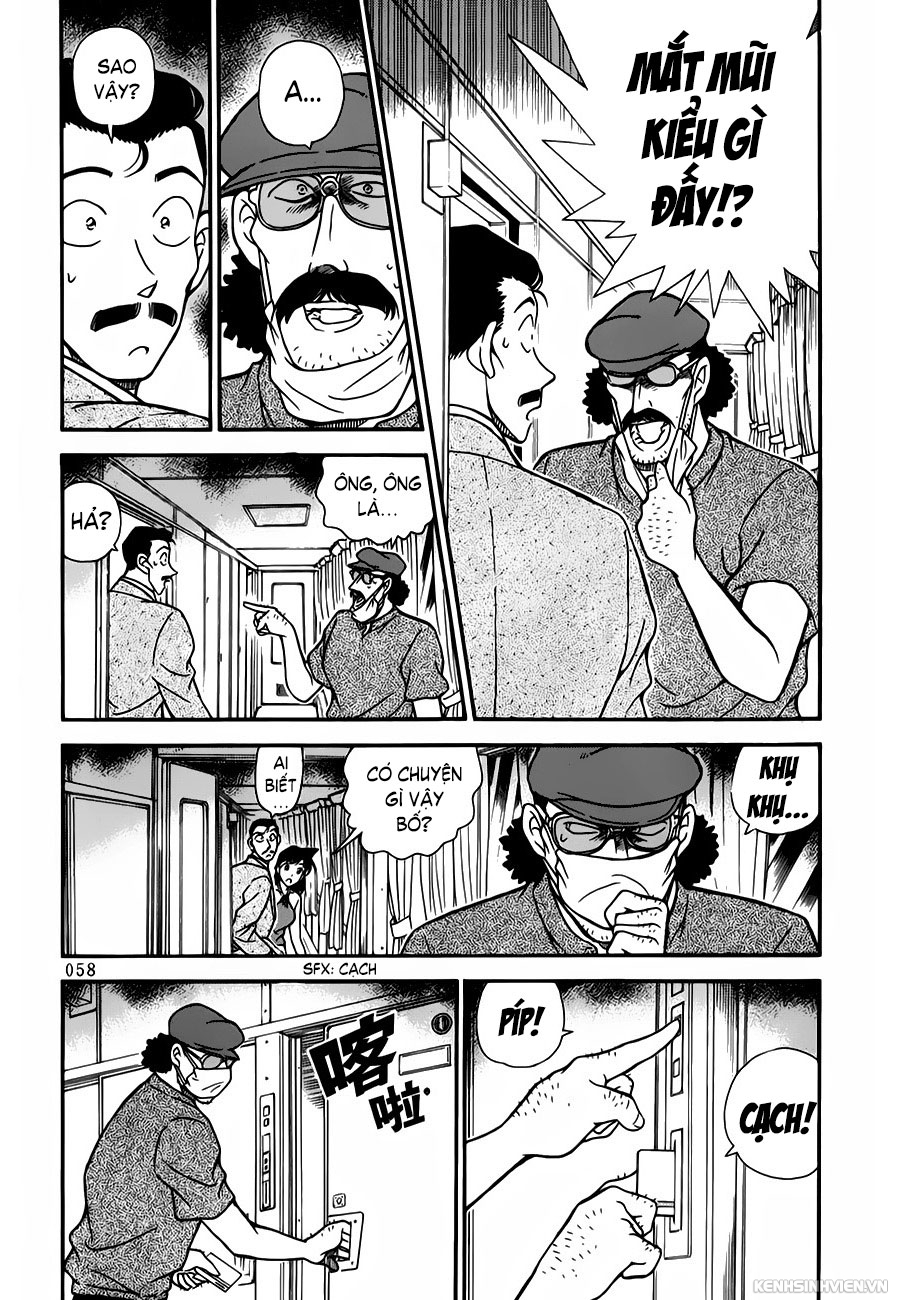 MẮT MŨI
KIỂU GÌ
ĐẤY!?
A...
SAO
VẬY?
ÔNG, ÔNG
LÀ...
HẢ?
KHỤ
KHỤ...
CÓ CHUYỆN
GÌ VẬY
BỐ?
AI
BIẾT
...
058
SFX: CẠCH
喀
啦
PÍP!
CẠCH!
KENHSINHVIEN.VN